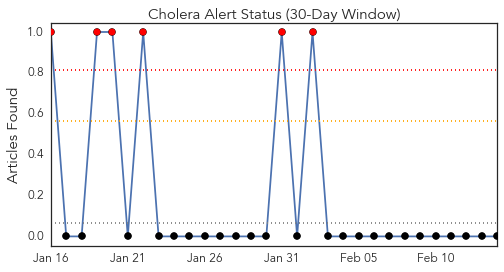 Cholera Alert Status (30-Day Window)
Articles Found
1.0
0.8
0.6
0.4
0.2
0.0
Jan 16 Jan 21 Jan 26 Jan 31 Feb 05 Feb 10